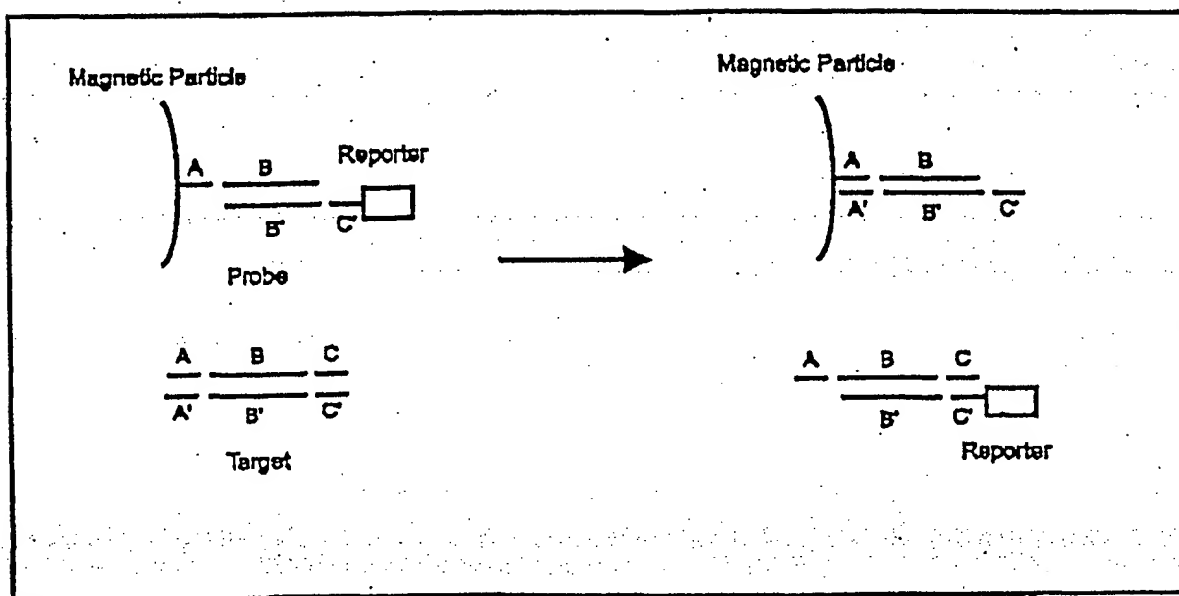 Magnetic Particle
A B Reporter
B' C'
Probe
A B C
A' B' C'
Target
Magnetic Particle
A B
A' B' C'
A B C
B' C'
Reporter